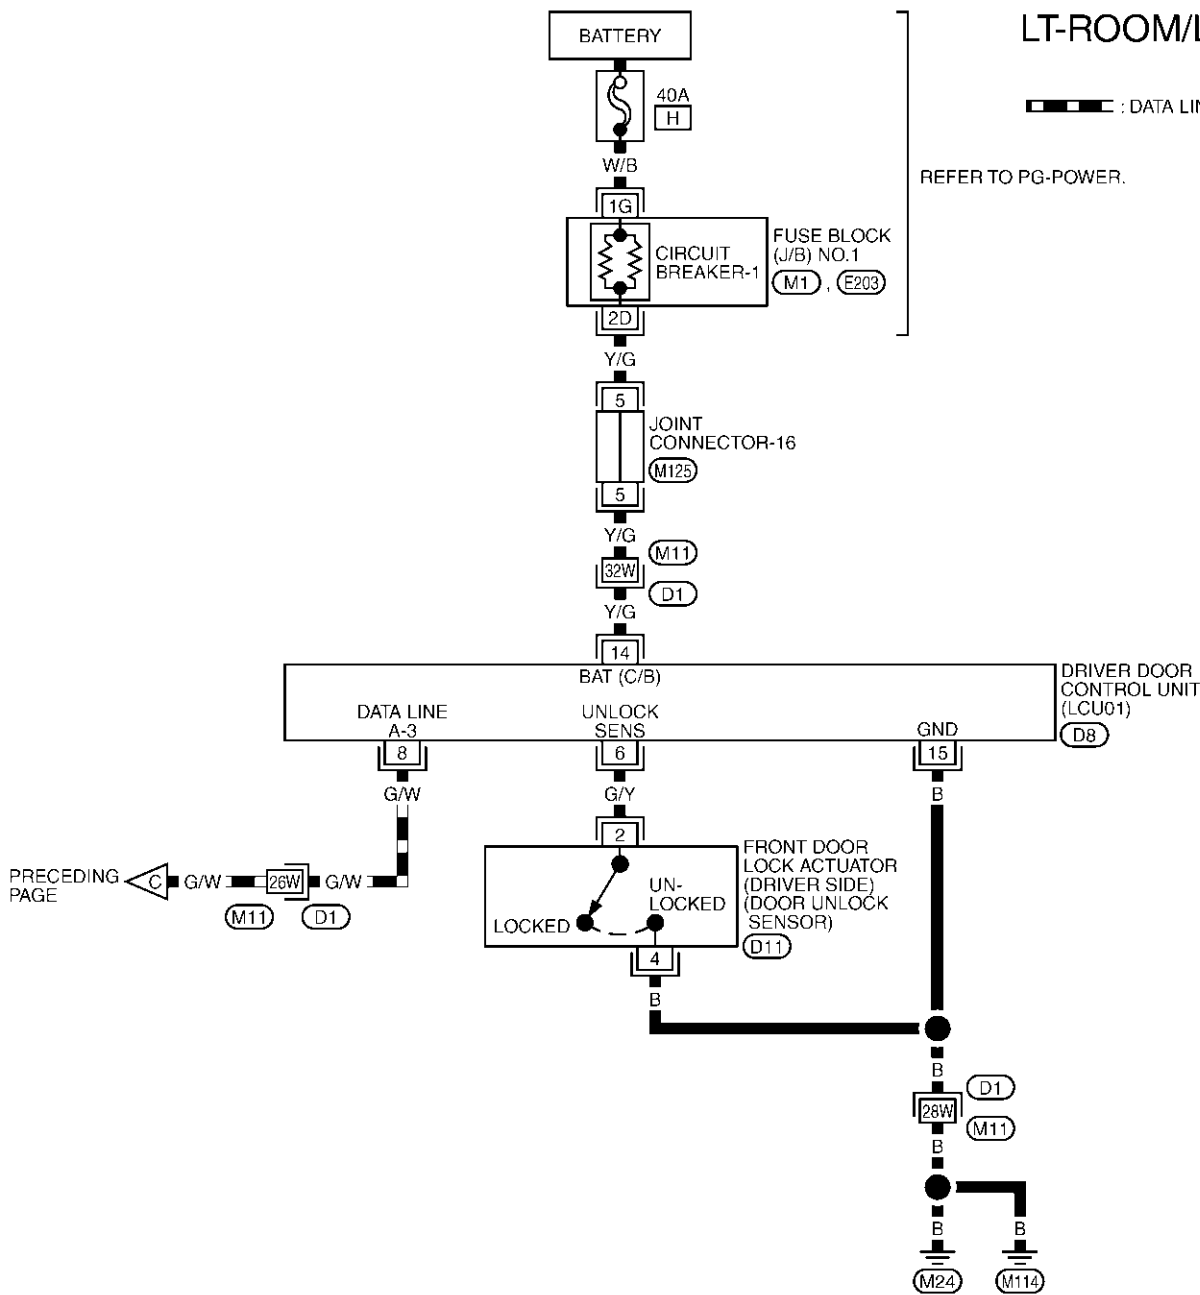 BATTERY
LT-ROOM/L
40A
H
: DATA LIN
W/B
REFER TO PG-POWER.
1G
CIRCUIT
BREAKER-1
FUSE BLOCK
(J/B) NO.1
M1 , E203
2D
Y/G
5
JOINT
CONNECTOR-16
M125
5
Y/G
M11
32W
D1
Y/G
14
BAT (C/B)
DRIVER DOOR
CONTROL UNIT
(LCU01)
D8
DATA LINE
A-3
UNLOCK
SENS
GND
8
6
15
G/W
G/Y
B
2
FRONT DOOR
LOCK ACTUATOR
(DRIVER SIDE)
(DOOR UNLOCK
SENSOR)
D11
PRECEDING
PAGE
C
G/W
26W
G/W
M11
D1
LOCKED
UN-
LOCKED
4
B
B
D1
28W
M11
B
B
B
M24
M114